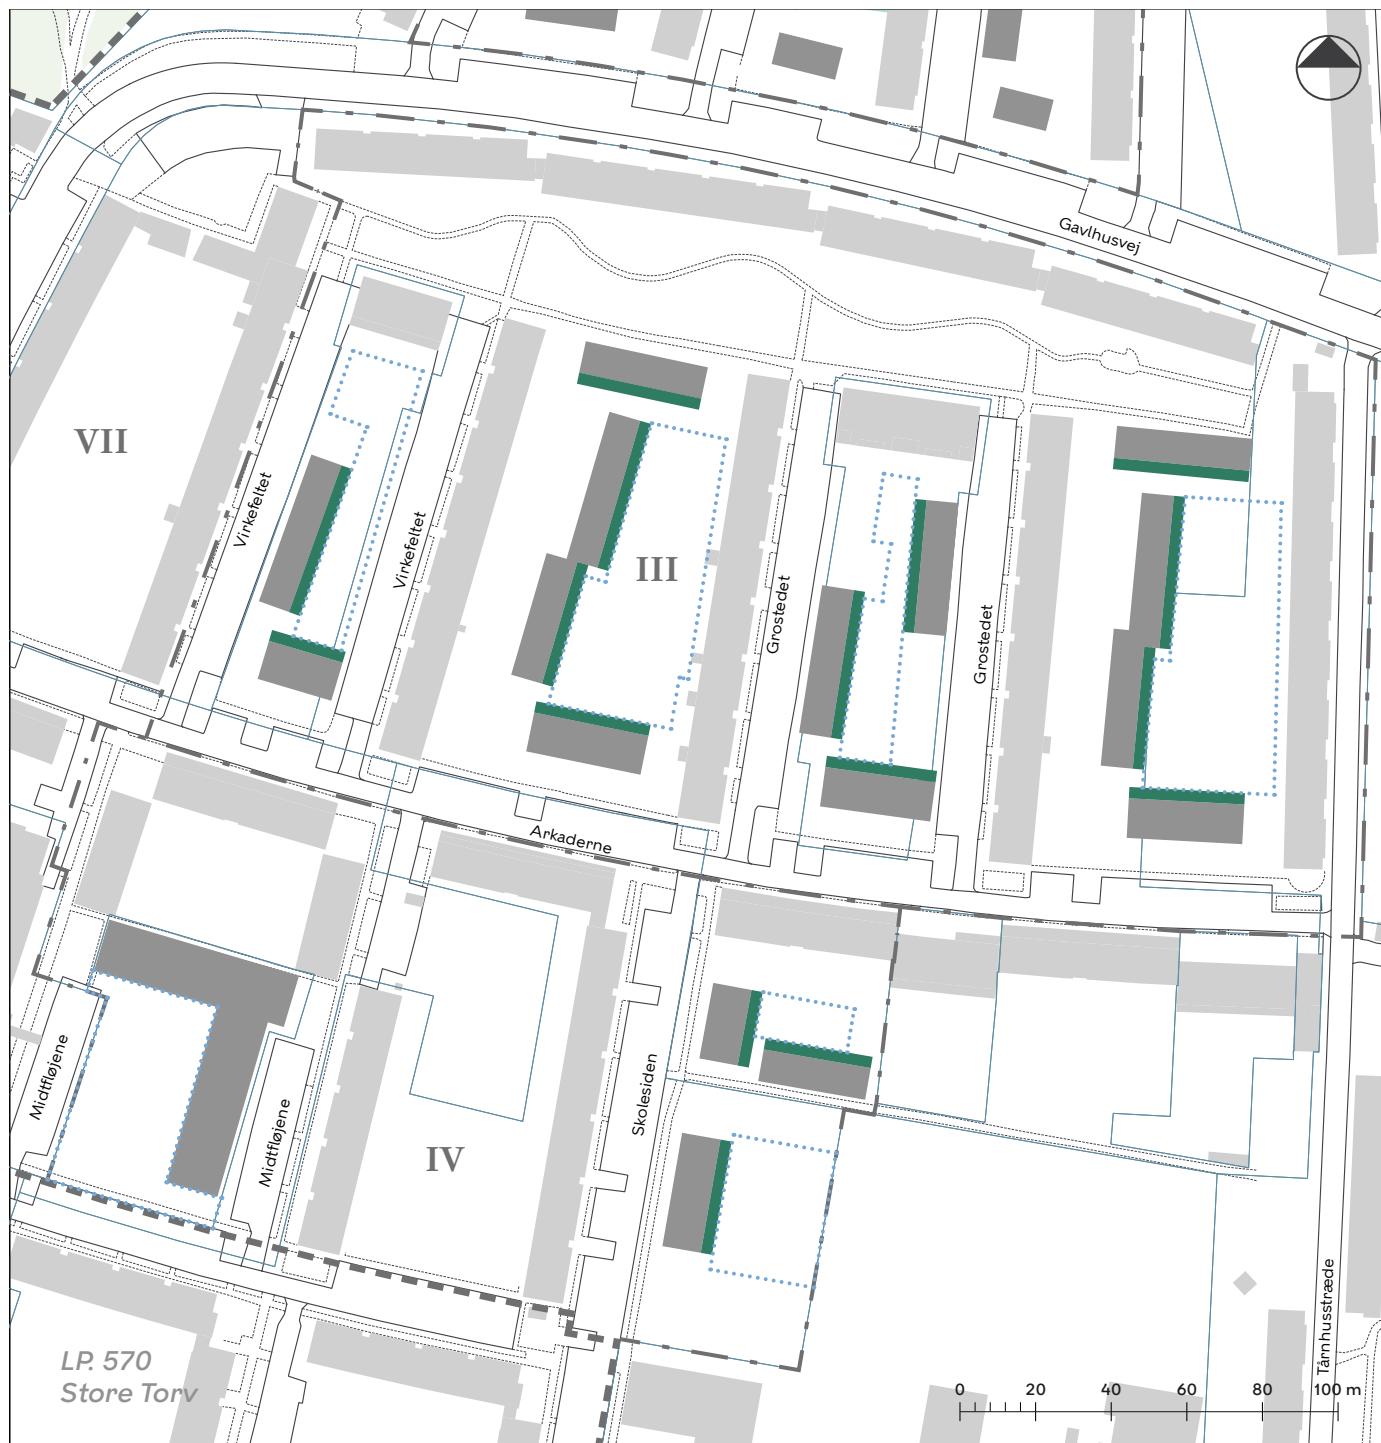 Gavlhusvej
VII
Virkefeltet
Virkefeltet
III
Grostedet
Grostedet
Arkaderne
Midtfløjene
Midtfløjene
Skolesiden
IV
Tårnhusstræde
LP. 570
Store Torv
0 20 40 60 80 100 m